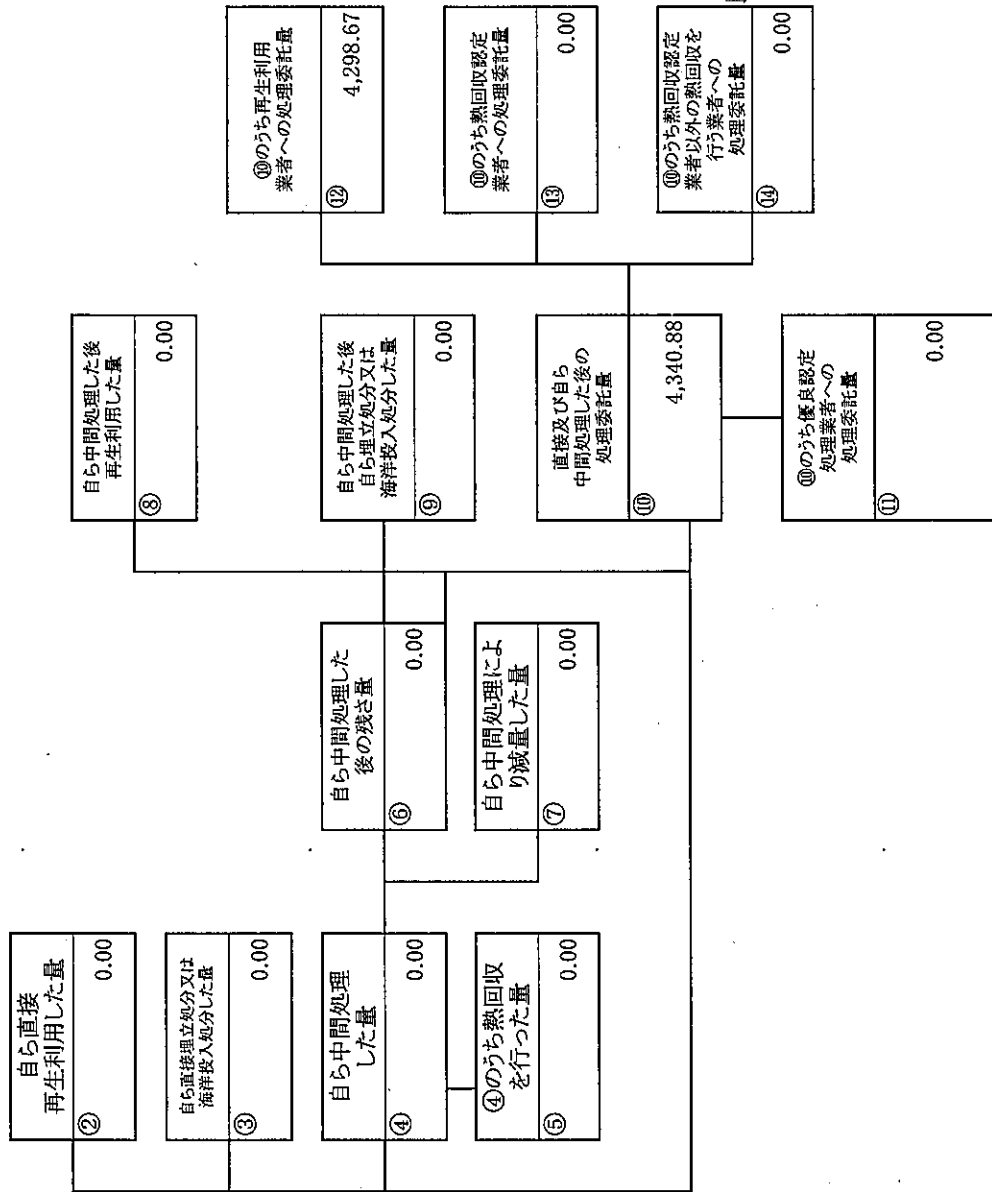 自ら直接
再生利用した量
②
0.00
自ら直接埋立処分又は
海洋投入処分した量
③
0.00
自ら中間処理
した量
④
0.00
④のうち熱回収
を行った量
⑤
0.00
自ら中間処理した
後の残さ量
⑥
0.00
自ら中間処理によ
り減量した量
⑦
0.00
自ら中間処理した後
再生利用した量
⑧
0.00
自ら中間処理した後
自ら埋立処分又は
海洋投入処分した量
⑨
0.00
直接及び自ら
中間処理した後の
処理委託量
⑩
4,340.88
⑩のうち優良認定
処理業者への
処理委託量
⑪
0.00
⑩のうち再生利用
業者への処理委託量
⑫
4,298.67
⑩のうち熱回収認定
業者への処理委託量
⑬
0.00
⑩のうち熱回収認定
業者以外の熱回収を
行う業者への
処理委託量
⑭
0.00